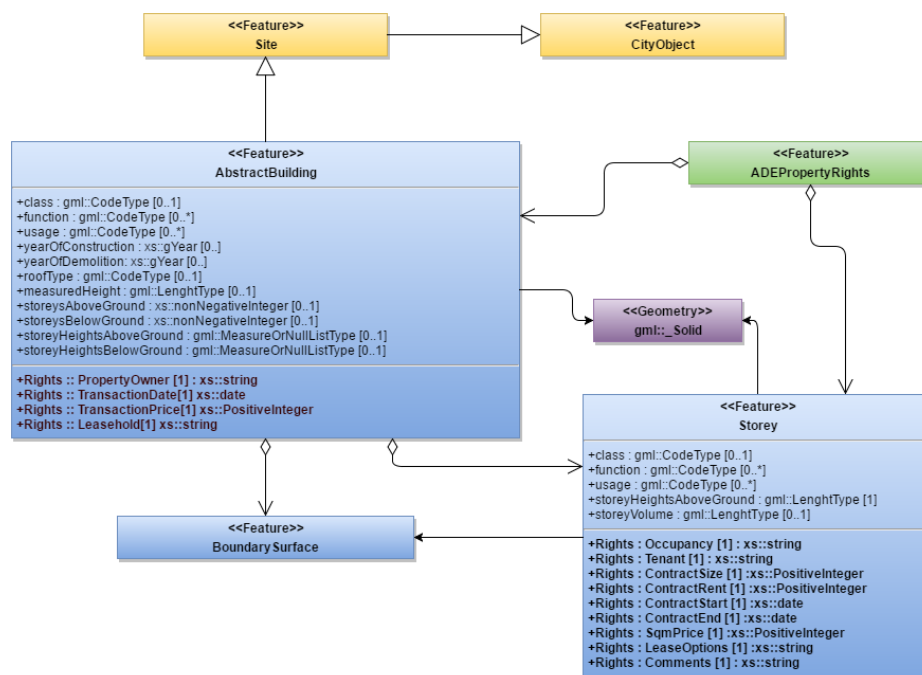 <<Feature>>
Site
<<Feature>>
CityObject
<<Feature>>
AbstractBuilding
+class : gml::CodeType [0..1]
+function : gml::CodeType [0..*]
+usage : gml::CodeType [0..*]
+yearOfConstruction : xs::gYear [0..]
+yearOfDemolition: xs::gYear [0..]
+roofType : gml::CodeType [0..1]
+measuredHeight : gml::LenghtType [0..1]
+storeysAboveGround : xs::nonNegativeInteger [0..1]
+storeysBelowGround : xs::nonNegativeInteger [0..1]
+storeyHeightsAboveGround : gml::MeasureOrNullListType [0..1]
+storeyHeightsBelowGround : gml::MeasureOrNullListType [0..1]
+Rights :: PropertyOwner [1] : xs::string
+Rights :: TransactionDate[1] xs::date
+Rights :: TransactionPrice[1] xs::PositiveInteger
+Rights :: Leasehold[1] xs::string
<<Feature>>
ADEPropertyRights
<<Geometry>>
gml::_Solid
<<Feature>>
Storey
+class : gml::CodeType [0..1]
+function : gml::CodeType [0..*]
+usage : gml::CodeType [0..*]
+storeyHeightsAboveGround : gml::LenghtType [1]
+storeyVolume : gml::LenghtType [0..1]
+Rights : Occupancy [1] : xs::string
+Rights : Tenant [1] : xs::string
+Rights : ContractSize [1] :xs::PositiveInteger
+Rights : ContractRent [1] :xs::PositiveInteger
+Rights : ContractStart [1] :xs::date
+Rights : ContractEnd [1] :xs::date
+Rights : SqmPrice [1] :xs::PositiveInteger
+Rights : LeaseOptions [1] :xs::string
+Rights : Comments [1] :xs::string
<<Feature>>
BoundarySurface